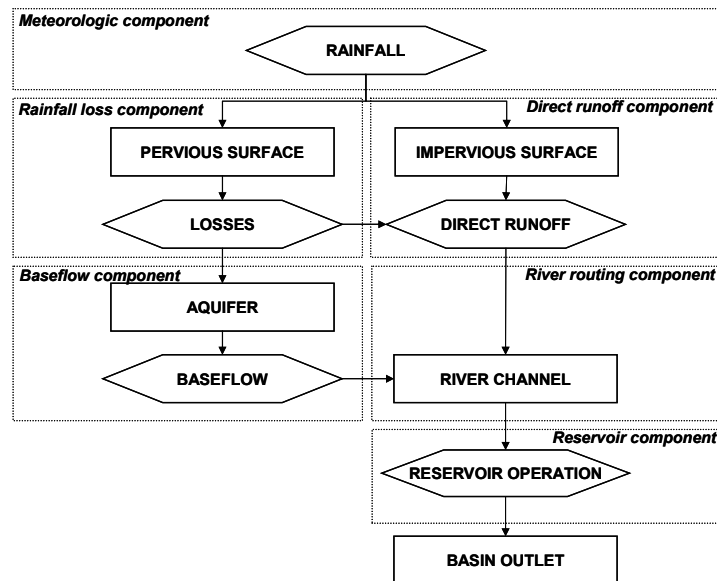 Meteorologic component
RAINFALL
Rainfall loss component
Direct runoff component
PERVIOUS SURFACE
IMPERVIOUS SURFACE
LOSSES
DIRECT RUNOFF
Baseflow component
River routing component
AQUIFER
BASEFLOW
RIVER CHANNEL
Reservoir component
RESERVOIR OPERATION
BASIN OUTLET